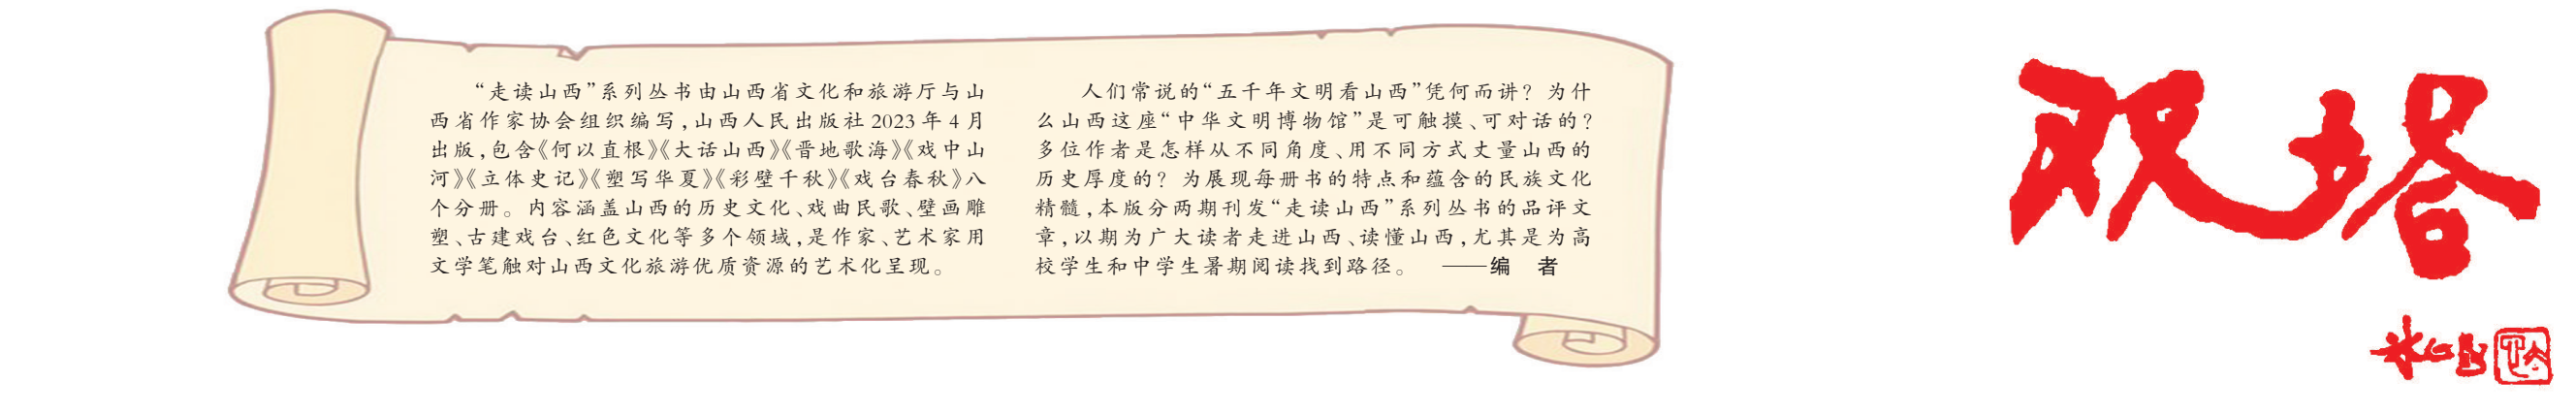 “走读山西”系列丛书由山西省文化和旅游厅与山
西省作家协会组织编写，山西人民出版社2023年4月
出版，包含《何以直根》《大话山西》《晋地歌海》《戏中山
河》《立体史记》《塑写华夏》《彩壁千秋》《戏台春秋》八
个分册。内容涵盖山西的历史文化、戏曲民歌、壁画雕
塑、古建戏台、红色文化等多个领域，是作家、艺术家用
文学笔触对山西文化旅游优质资源的艺术化呈现。
人们常说的“五千年文明看山西”凭何而讲？为什
么山西这座“中华文明博物馆”是可触摸、可对话的？
多位作者是怎样从不同角度、用不同方式丈量山西的
历史厚度的？为展现每册书的特点和蕴含的民族文化
精髓，本版分两期刊发“走读山西”系列丛书的品评文
章，以期为广大读者走进山西、读懂山西，尤其是为高
校学生和中学生暑期阅读找到路径。 ——编 者
双塔